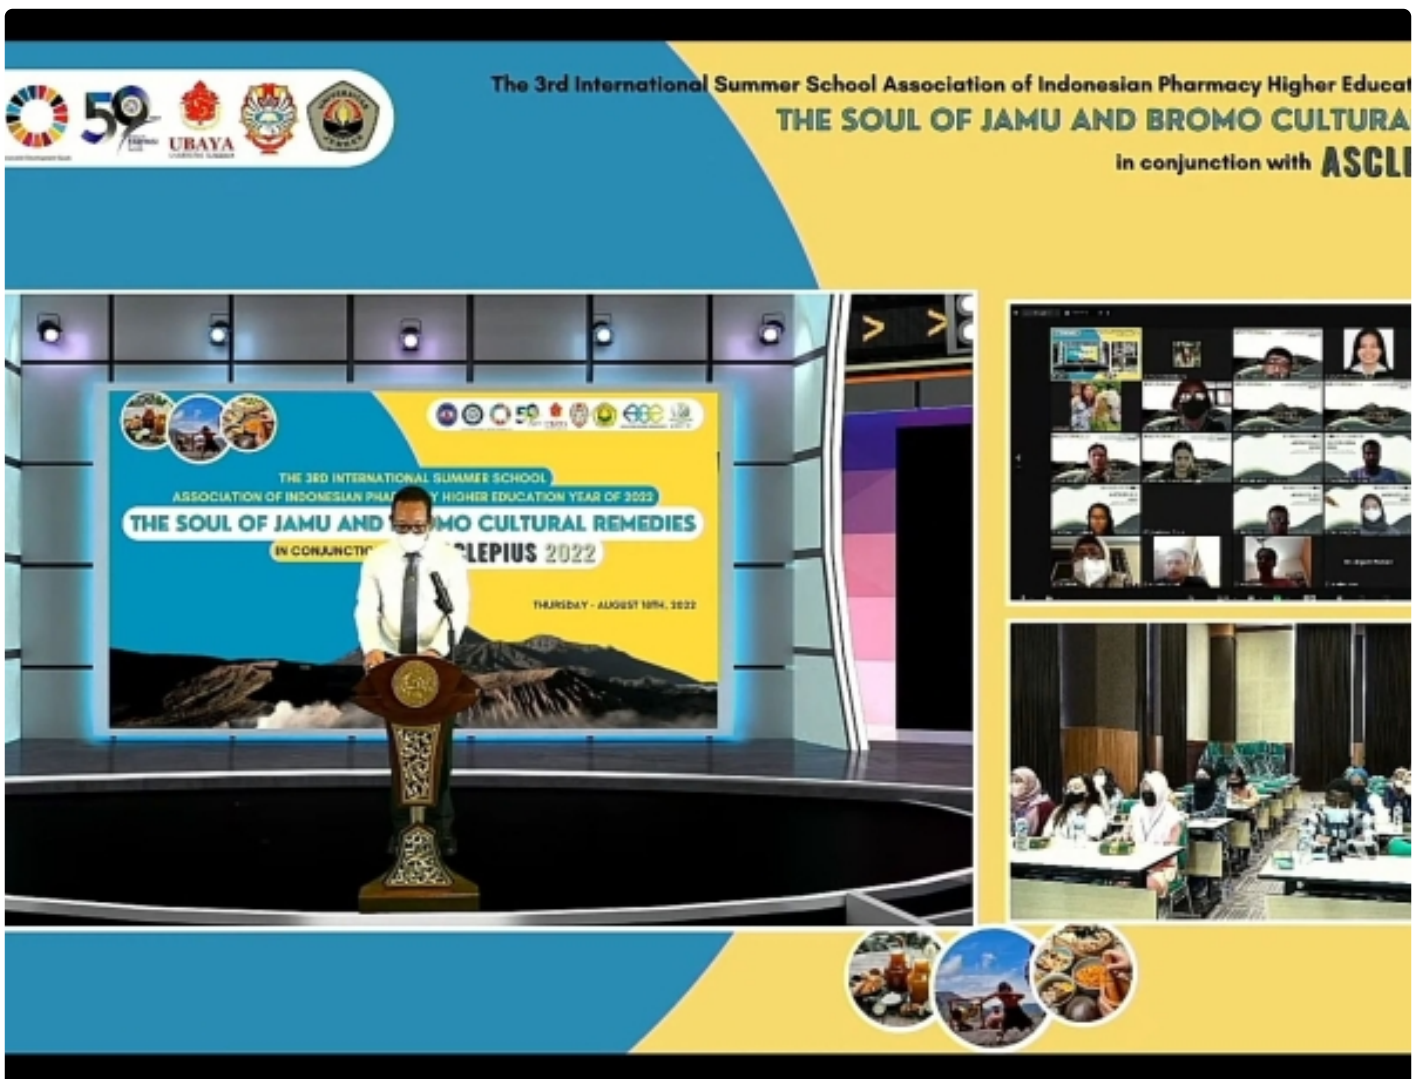 UBAYA
The 3rd International Summer School Association of Indonesian Pharmacy Higher Educat
THE SOUL OF JAMU AND BROMO CULTURA
in conjunction with ASCLE
THE 3RD INTERNATIONAL SUMMER SCHOOL
ASSOCIATION OF INDONESIAN PHA Y HIGHER EDUCATION YEAR OF 2022
THE SOUL OF JAMU AND MO CULTURAL REMEDIES
IN CONJUNCTIO CLEPIUS 2022
THURSDAY - AUGUST 18TH, 2022